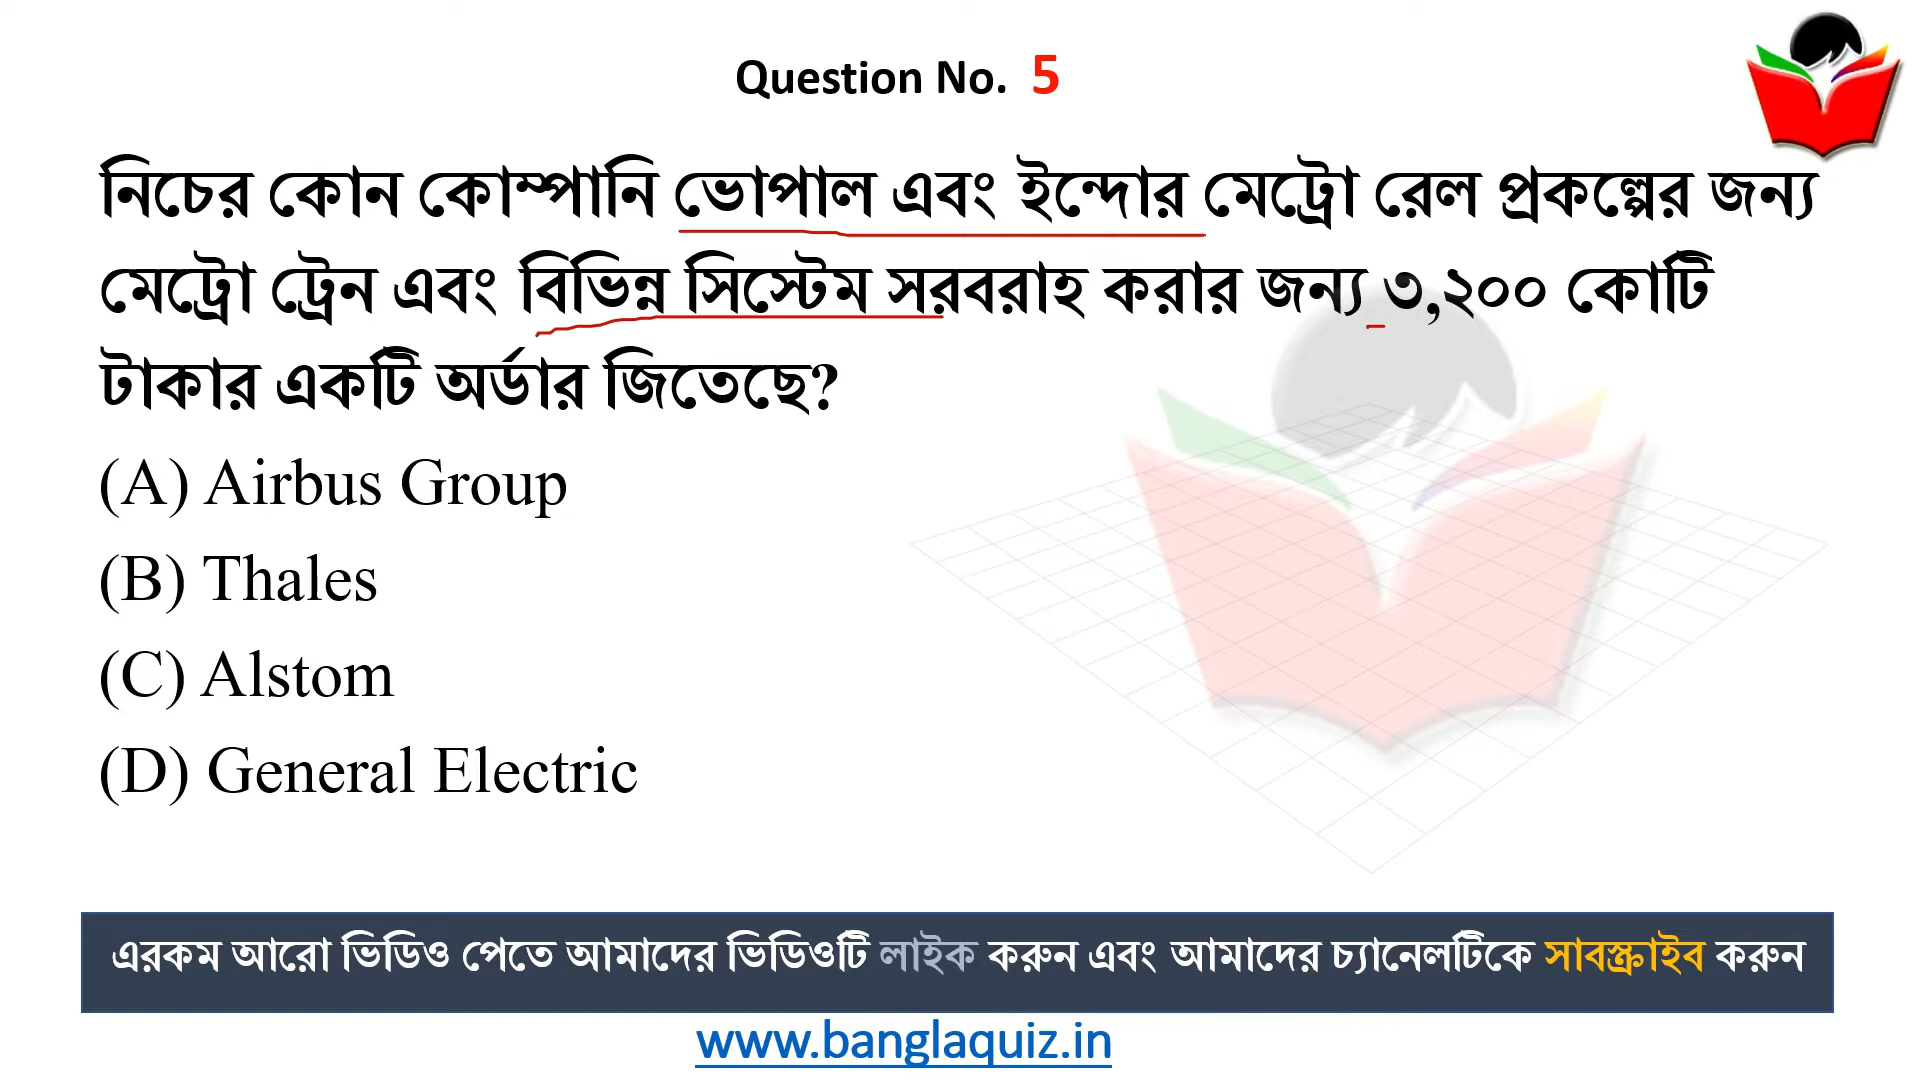 Question No. 5
নিচের কোন কোম্পানি ভোপাল এবং ইন্দোর মেট্রো রেল প্রকল্পের জন্য
মেট্রো ট্রেন এবং বিভিন্ন সিস্টেম সরবরাহ করার জন্য ৩,২০০ কোটি
টাকার একটি অর্ডার জিতেছে?
(A) Airbus Group
(B) Thales
(C) Alstom
(D) General Electric
এরকম আরো ভিডিও পেতে আমাদের ভিডিওটি লাইক করুন এবং আমাদের চ্যানেলটিকে সাবস্ক্রাইব করুন
www.banglaquiz.in